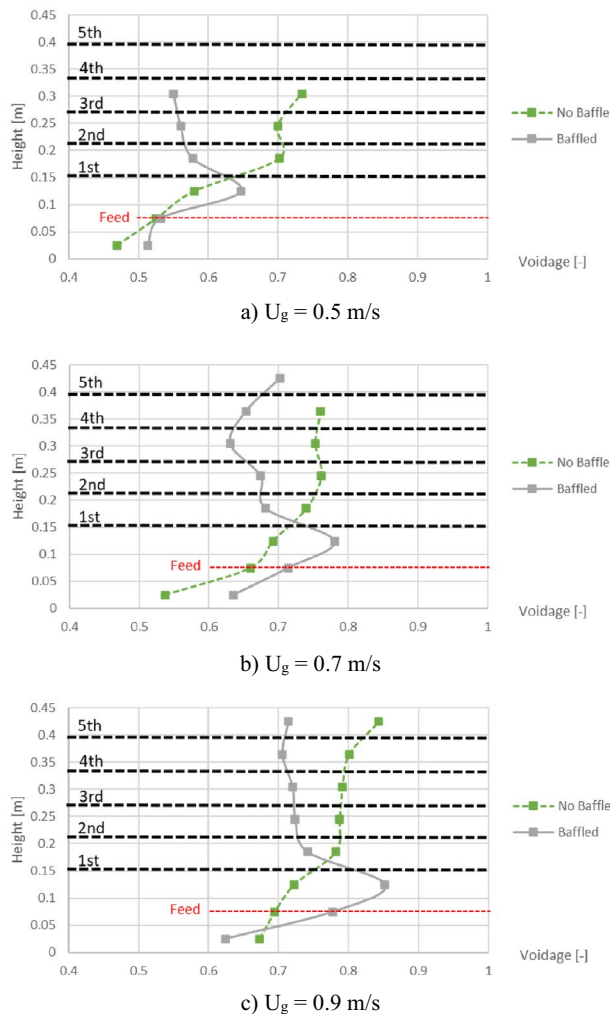 0.45
5th
0.4
4th
0.35
3rd
0.3
2nd
0.25
1st
0.2
0.15
Feed
0.1
0.05
0
Height [m]
0.4 0.5 0.6 0.7 0.8 0.9 1
Voidage [-]
No Baffle
Baffled
a) Ug = 0.5 m/s
0.45
5th
0.4
4th
0.35
3rd
0.3
2nd
0.25
1st
0.2
0.15
Feed
0.1
0.05
0
Height [m]
0.4 0.5 0.6 0.7 0.8 0.9 1
Voidage [-]
No Baffle
Baffled
b) Ug = 0.7 m/s
0.45
5th
0.4
4th
0.35
3rd
0.3
2nd
0.25
1st
0.2
0.15
Feed
0.1
0.05
0
Height [m]
0.4 0.5 0.6 0.7 0.8 0.9 1
Voidage [-]
No Baffle
Baffled
c) Ug = 0.9 m/s